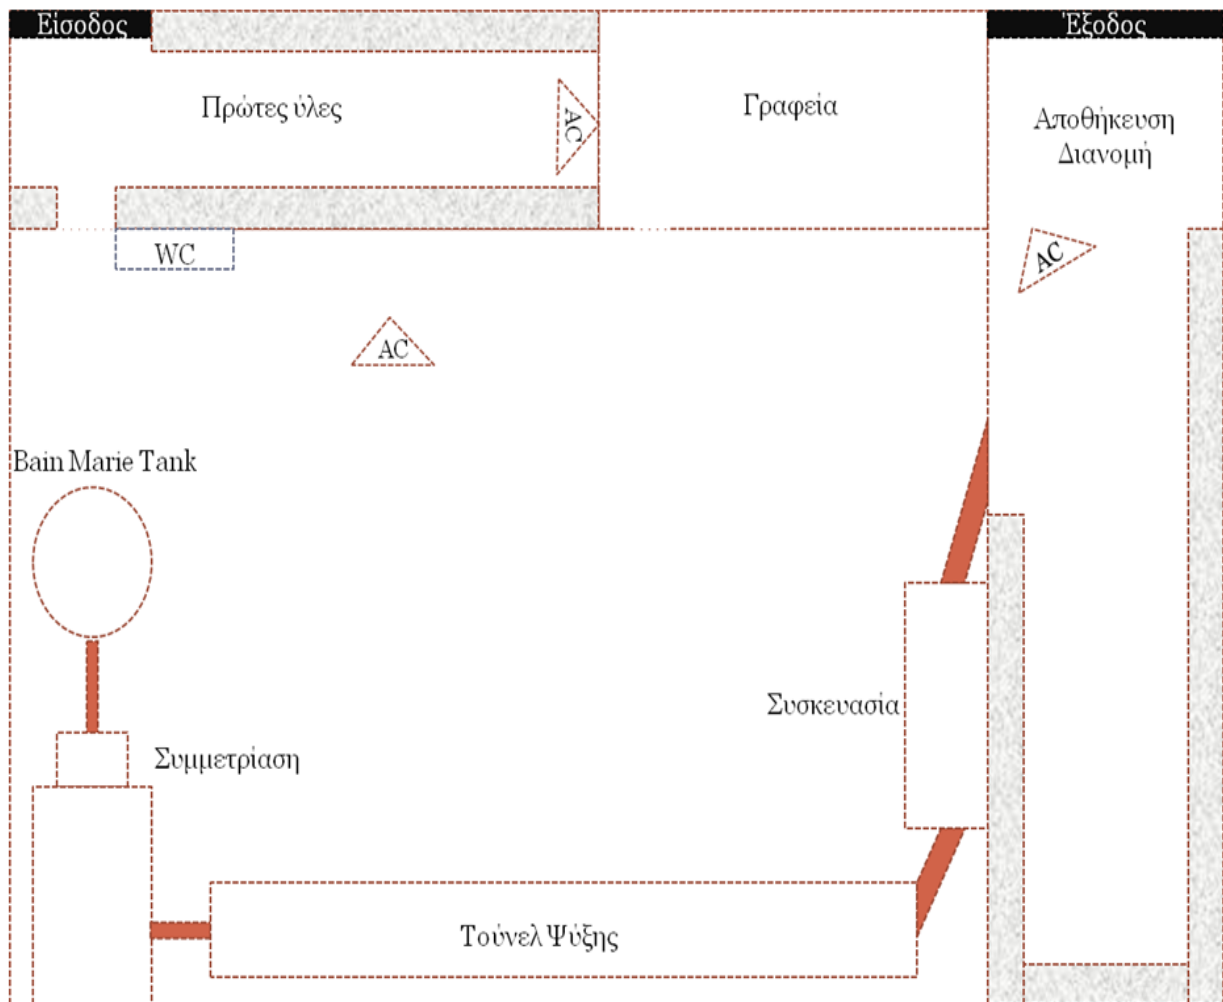 Είσοδος
Έξοδος
Πρώτες ύλες
AC
Γραφεία
Αποθήκευση
Διανομή
WC
AC
AC
Bain Marie Tank
Συσκευασία
Συμμετρίαση
Τούνελ Ψύξης